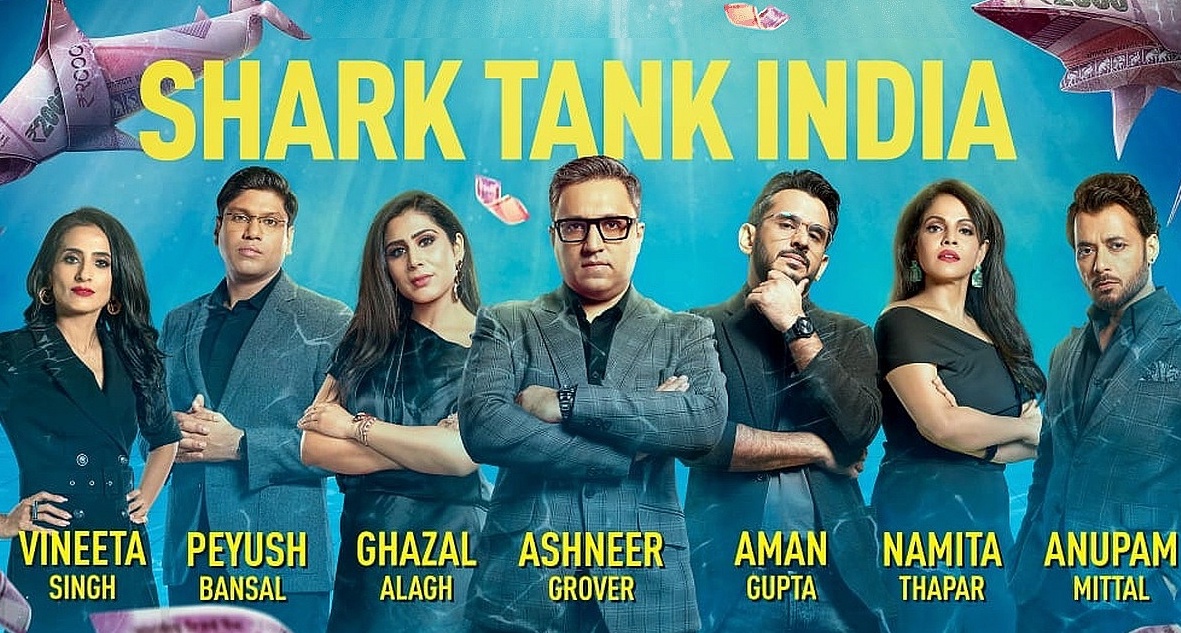 SHARK TANK INDIA
VINEETA
SINGH
PEYUSH
BANSAL
GHAZAL
ALAGH
ASHNEER
GROVER
AMAN
GUPTA
NAMITA
THAPAR
ANUPAM
MITTAL